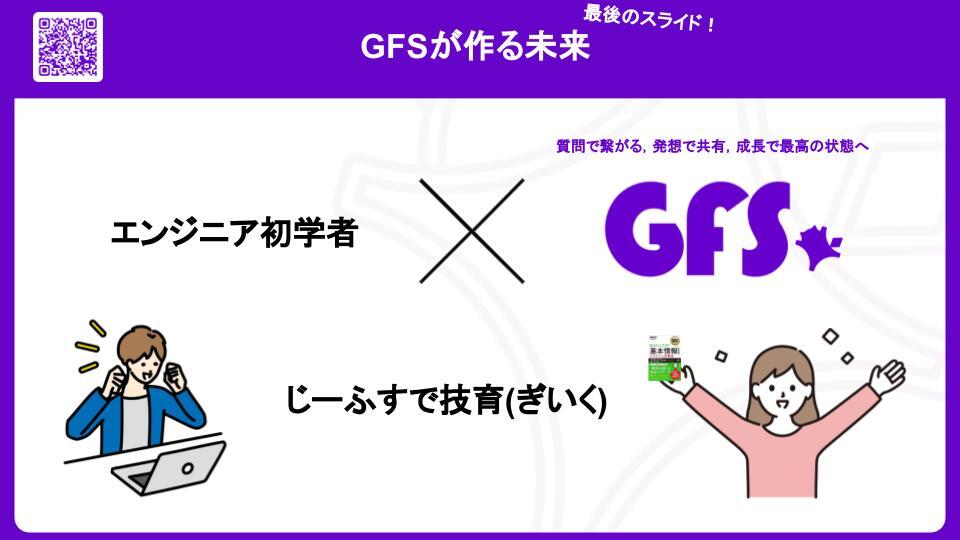 最後のスライド！
GFSが作る未来
質問で繋がる, 発想で共有, 成長で最高の状態へ
エンジニア初学者
GFS
基本情報
じーふすで技育(ぎいく)